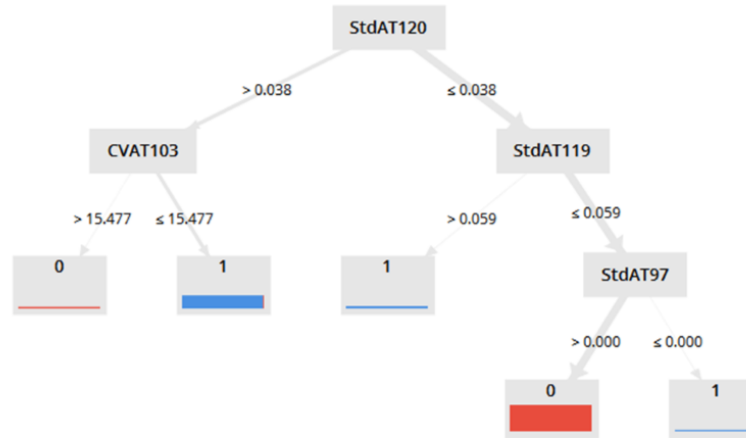 StdAT120
> 0.038 ≤ 0.038
CVAT103 StdAT119
> 15.477 ≤ 15.477 > 0.059 ≤ 0.059
0 1 1 StdAT97
> 0.000 ≤ 0.000
0 1